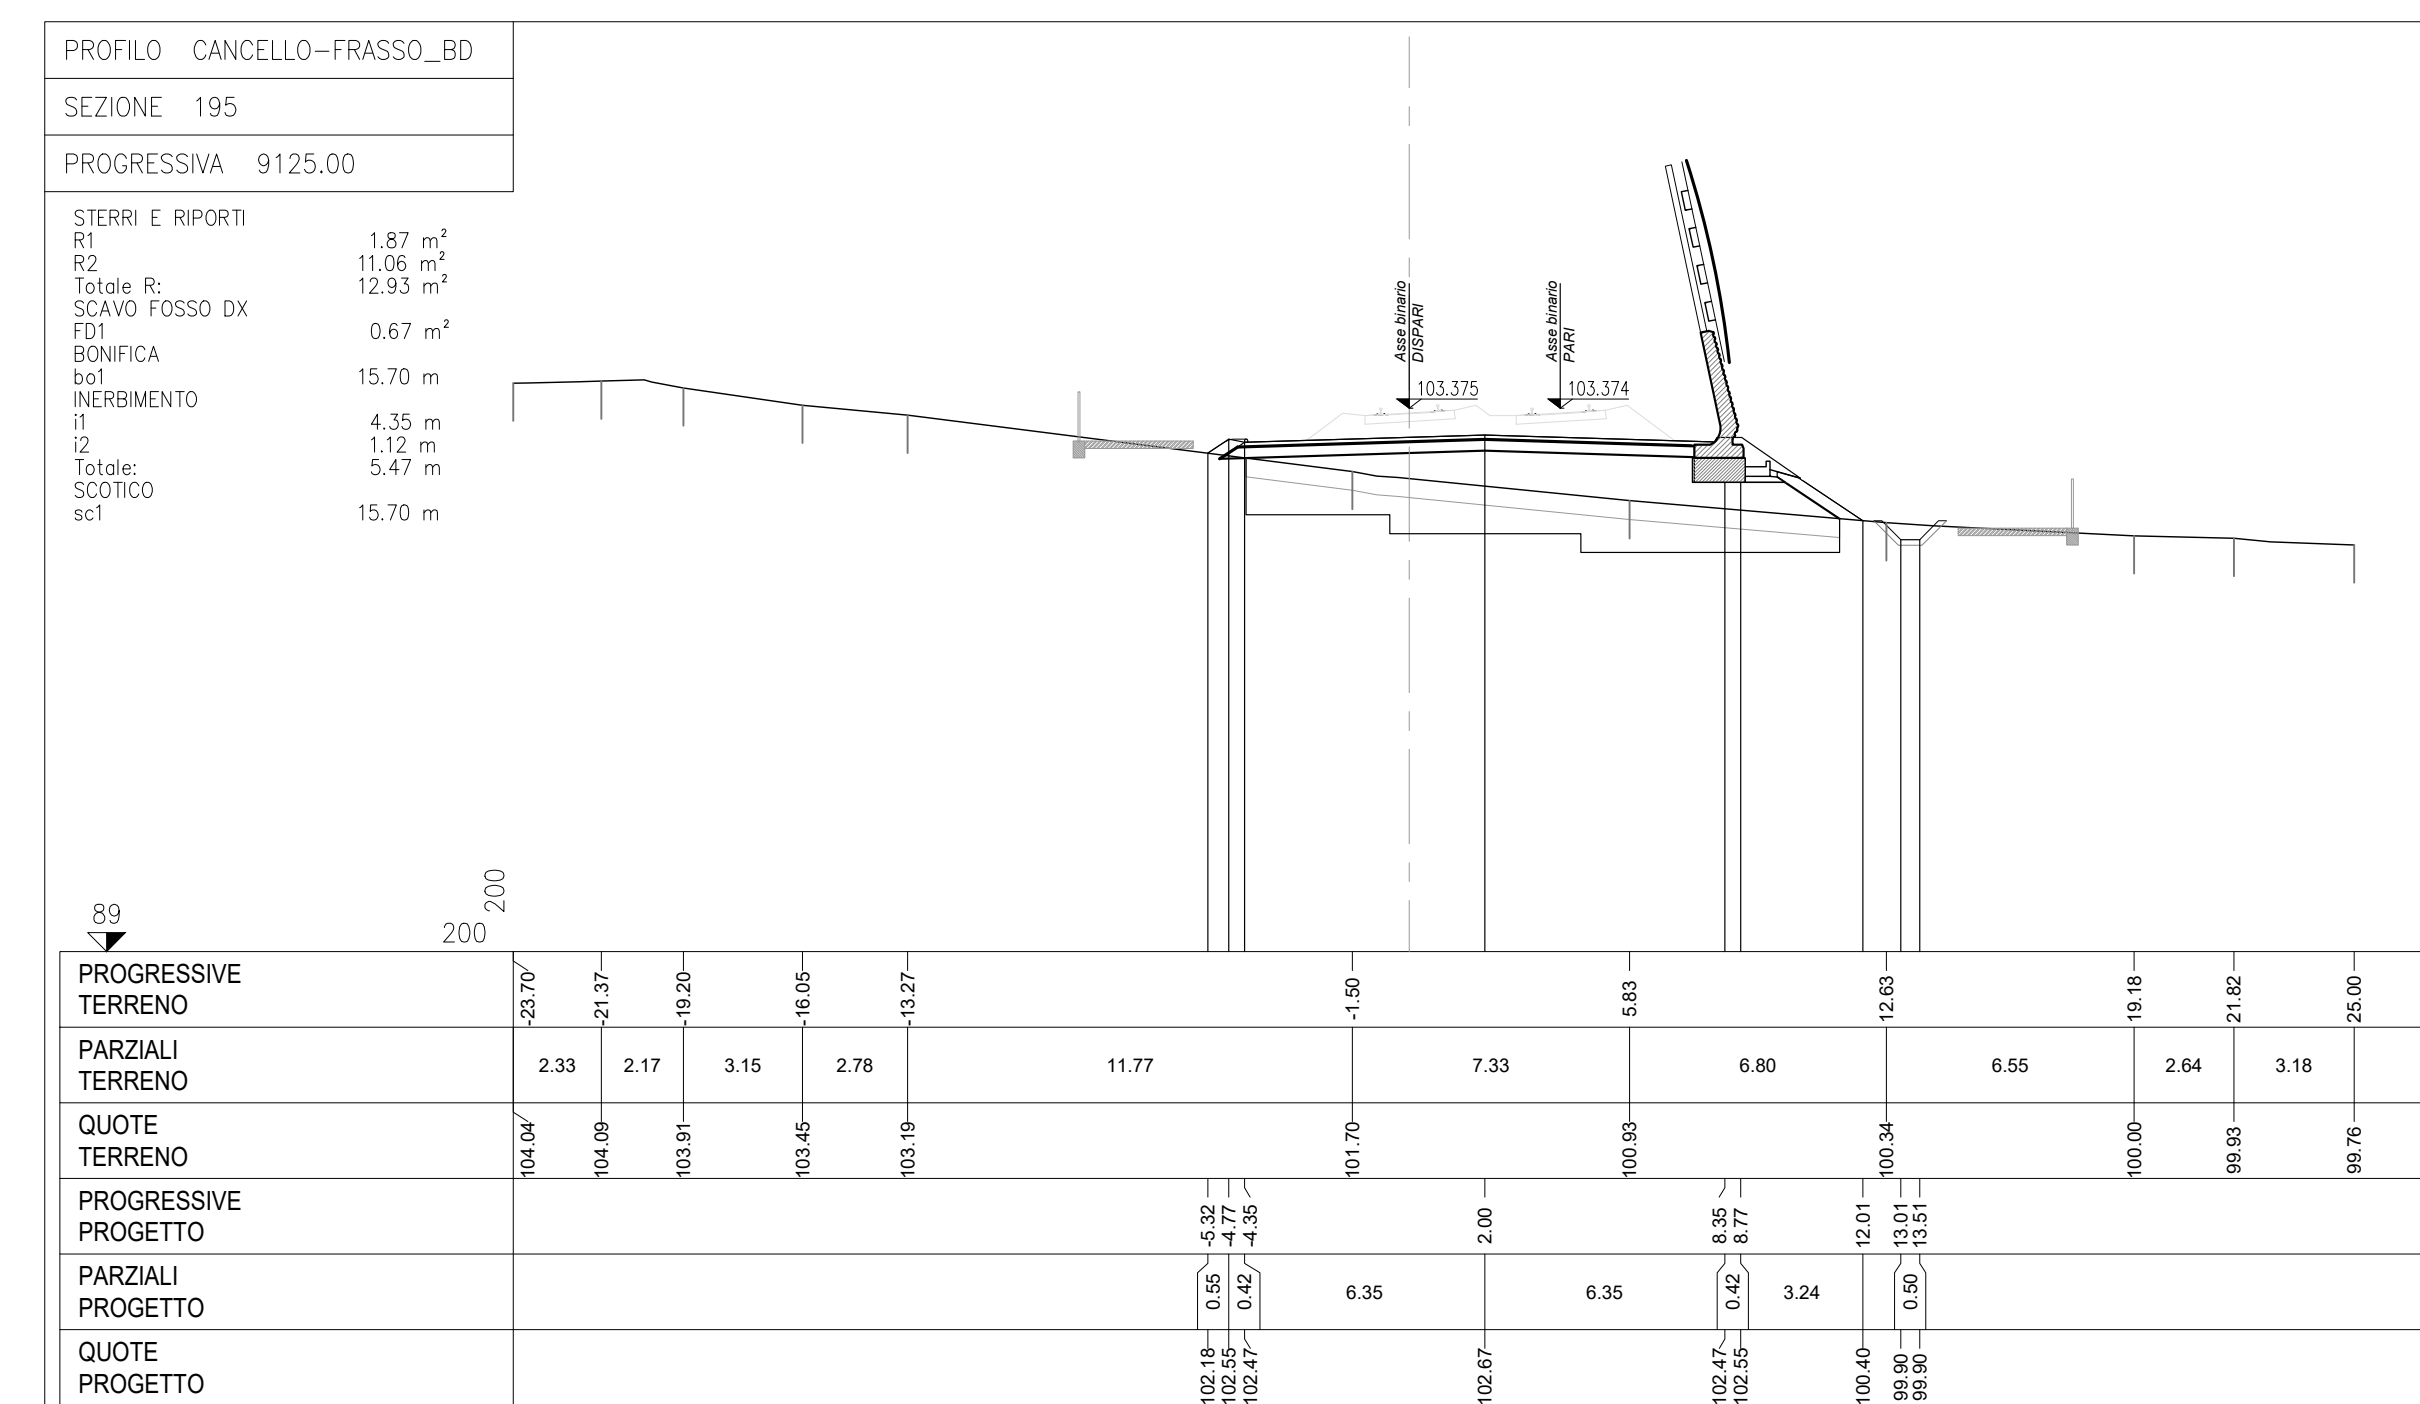 PROFILO CANCELLO-FRASSO_BD
SEZIONE 195
PROGRESSIVA 9125.00
STERRI E RIPORTI
R1 1.87 m²
R2 11.06 m²
Totale R: 12.93 m²
SCAVO FOSSO DX
FD1 0.67 m²
BONIFICA
bo1 15.70 m
INERBIMENTO
i1 4.35 m
i2 1.12 m
Totale: 5.47 m
SCOTICO
sc1 15.70 m
Asse binario
DISPARI
103.375
Asse binario
PARI
103.374
89
200
200
PROGRESSIVE
TERRENO
-23.70 -21.37 -19.20 -16.05 -13.27 -1.50 5.83 12.63 19.18 21.82 25.00
PARZIALI
TERRENO
2.33 2.17 3.15 2.78 11.77 7.33 6.80 6.55 2.64 3.18
QUOTE
TERRENO
104.04 104.09 103.91 103.45 103.19 101.70 100.93 100.34 100.00 99.93 99.76
PROGRESSIVE
PROGETTO
-5.32 -4.77 -4.35 2.00 8.35 8.77 12.01 13.01 13.51
PARZIALI
PROGETTO
0.55 0.42 6.35 6.35 0.42 3.24 0.50
QUOTE
PROGETTO
102.18 102.55 102.47 102.67 102.47 102.55 100.40 99.90 99.90